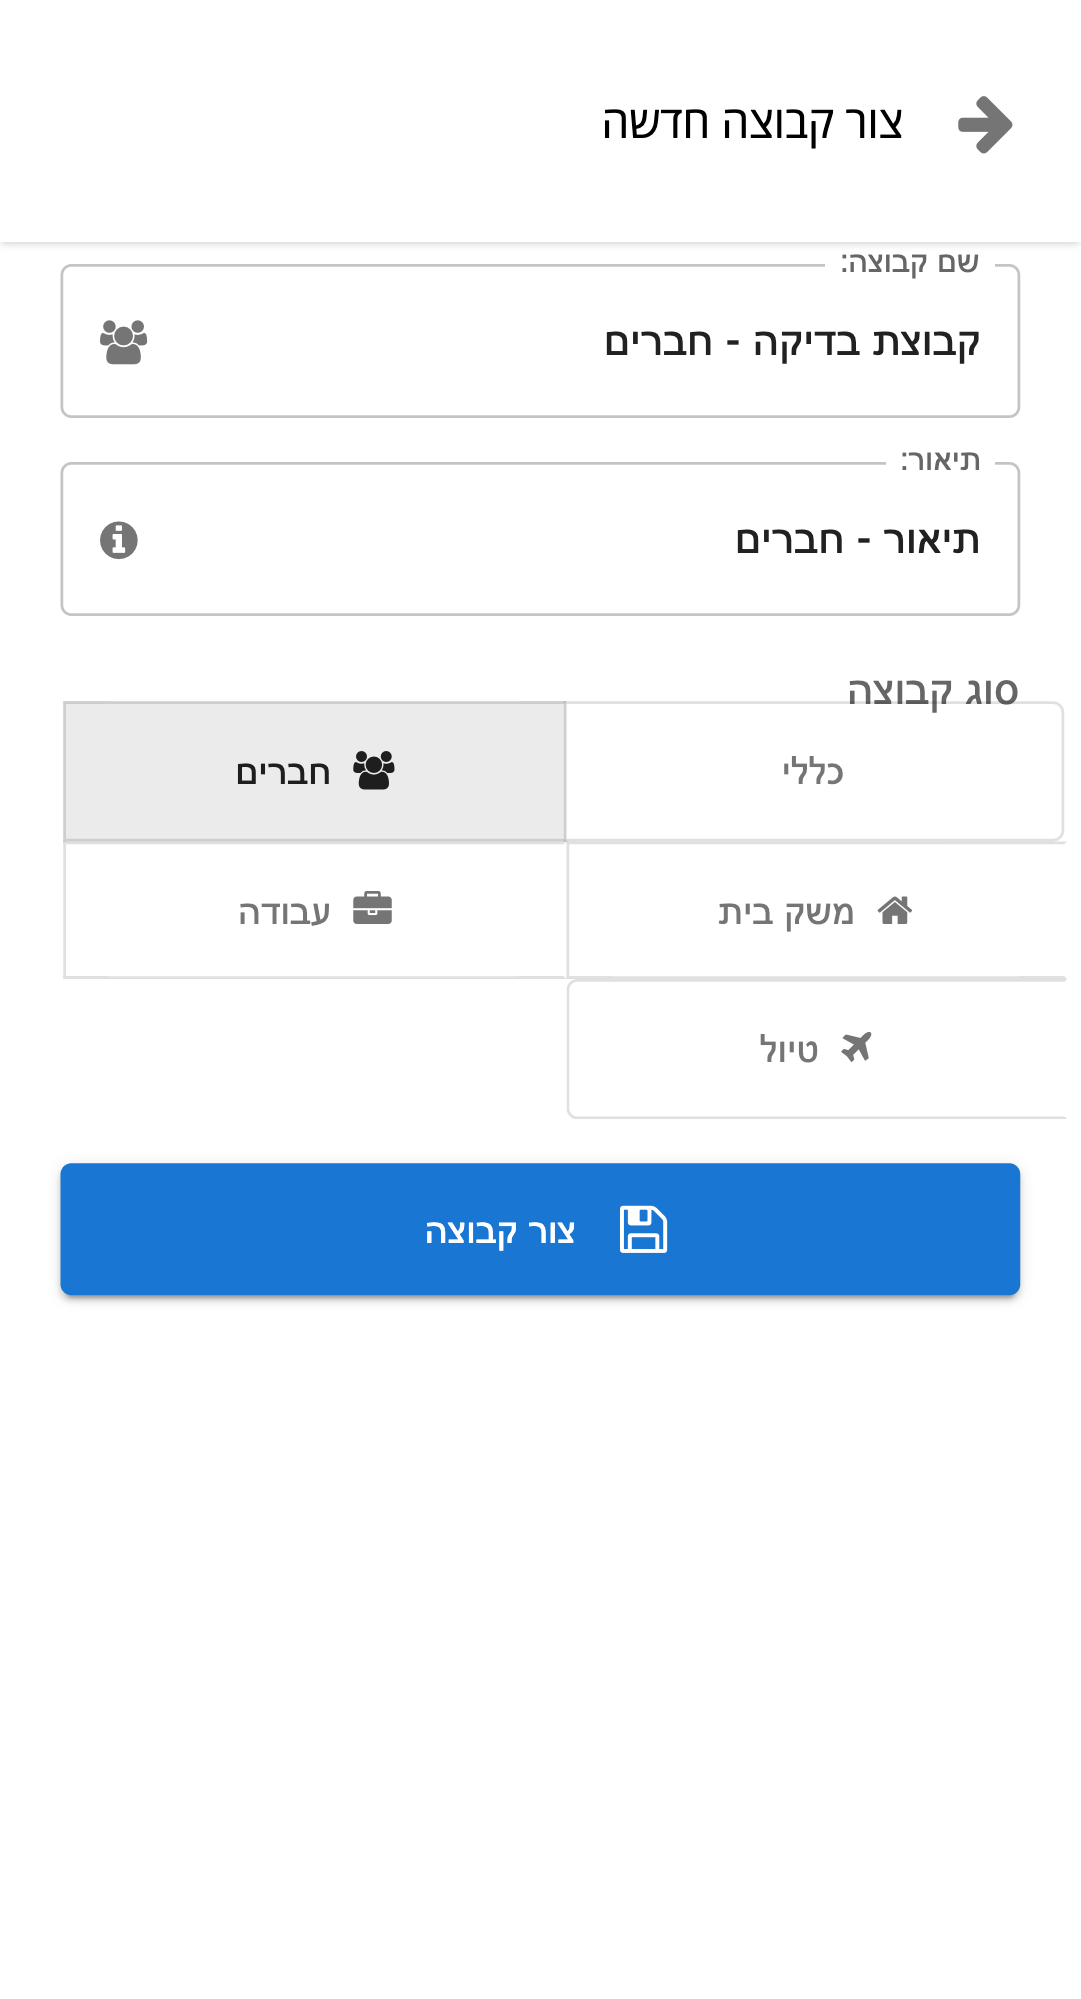 צור קבוצה חדשה
שם קבוצה:
קבוצת בדיקה - חברים
תיאור:
תיאור - חברים
סוג קבוצה
כללי
חברים
משק בית
עבודה
טיול
צור קבוצה